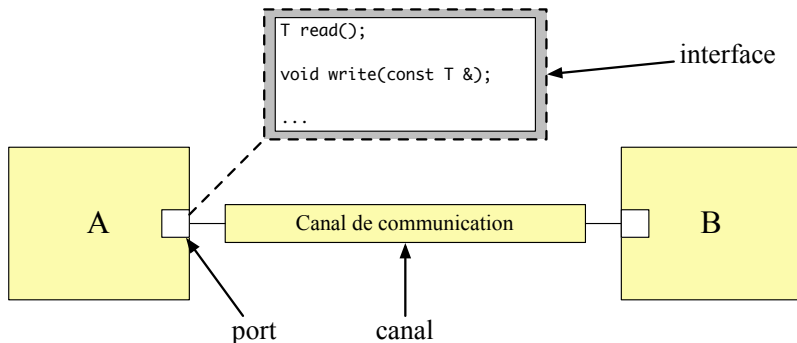 T read();
void write(const T &);
...
interface
A
Canal de communication
B
port
canal